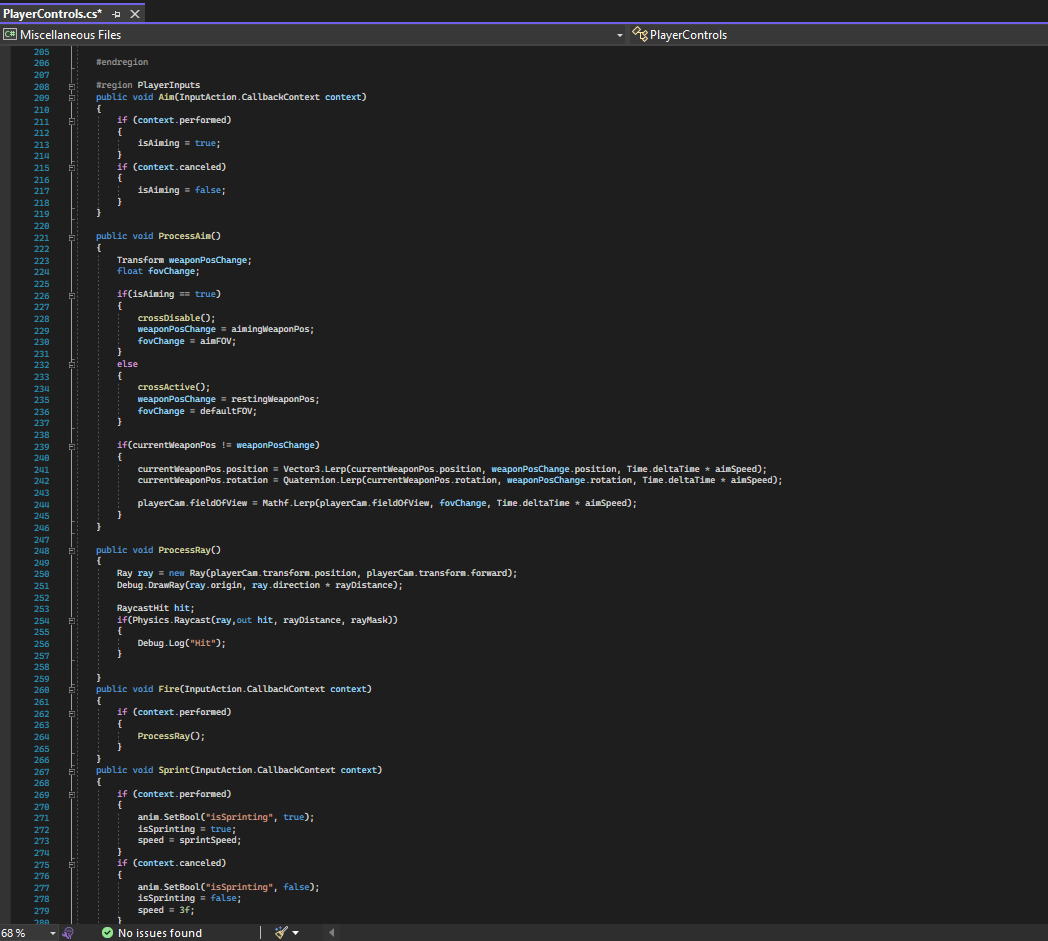 PlayerControls.cs*
C# Miscellaneous Files PlayerControls
205
206 #endregion
207
208 #region PlayerInputs
209 public void Aim(InputAction.CallbackContext context)
210 {
211 if (context.performed)
212 {
213 isAiming = true;
214 }
215 if (context.canceled)
216 {
217 isAiming = false;
218 }
219 }
220
221 public void ProcessAim()
222 {
223 Transform weaponPosChange;
224 float fovChange;
225
226 if(isAiming == true)
227 {
228 crossDisable();
229 weaponPosChange = aimingWeaponPos;
230 fovChange = aimFOV;
231 }
232 else
233 {
234 crossActive();
235 weaponPosChange = restingWeaponPos;
236 fovChange = defaultFOV;
237 }
238
239 if(currentWeaponPos != weaponPosChange)
240 {
241 currentWeaponPos.position = Vector3.Lerp(currentWeaponPos.position, weaponPosChange.position, Time.deltaTime * aimSpeed);
242 currentWeaponPos.rotation = Quaternion.Lerp(currentWeaponPos.rotation, weaponPosChange.rotation, Time.deltaTime * aimSpeed);
243
244 playerCam.fieldOfView = Mathf.Lerp(playerCam.fieldOfView, fovChange, Time.deltaTime * aimSpeed);
245 }
246 }
247
248 public void ProcessRay()
249 {
250 Ray ray = new Ray(playerCam.transform.position, playerCam.transform.forward);
251 Debug.DrawRay(ray.origin, ray.direction * rayDistance);
252
253 RaycastHit hit;
254 if(Physics.Raycast(ray,out hit, rayDistance, rayMask))
255 {
256 Debug.Log("Hit");
257 }
258
259 }
260 public void Fire(InputAction.CallbackContext context)
261 {
262 if (context.performed)
263 {
264 ProcessRay();
265 }
266 }
267 public void Sprint(InputAction.CallbackContext context)
268 {
269 if (context.performed)
270 {
271 anim.SetBool("isSprinting", true);
272 isSprinting = true;
273 speed = sprintSpeed;
274 }
275 if (context.canceled)
276 {
277 anim.SetBool("isSprinting", false);
278 isSprinting = false;
279 speed = 3f;
280 }
68 % No issues found